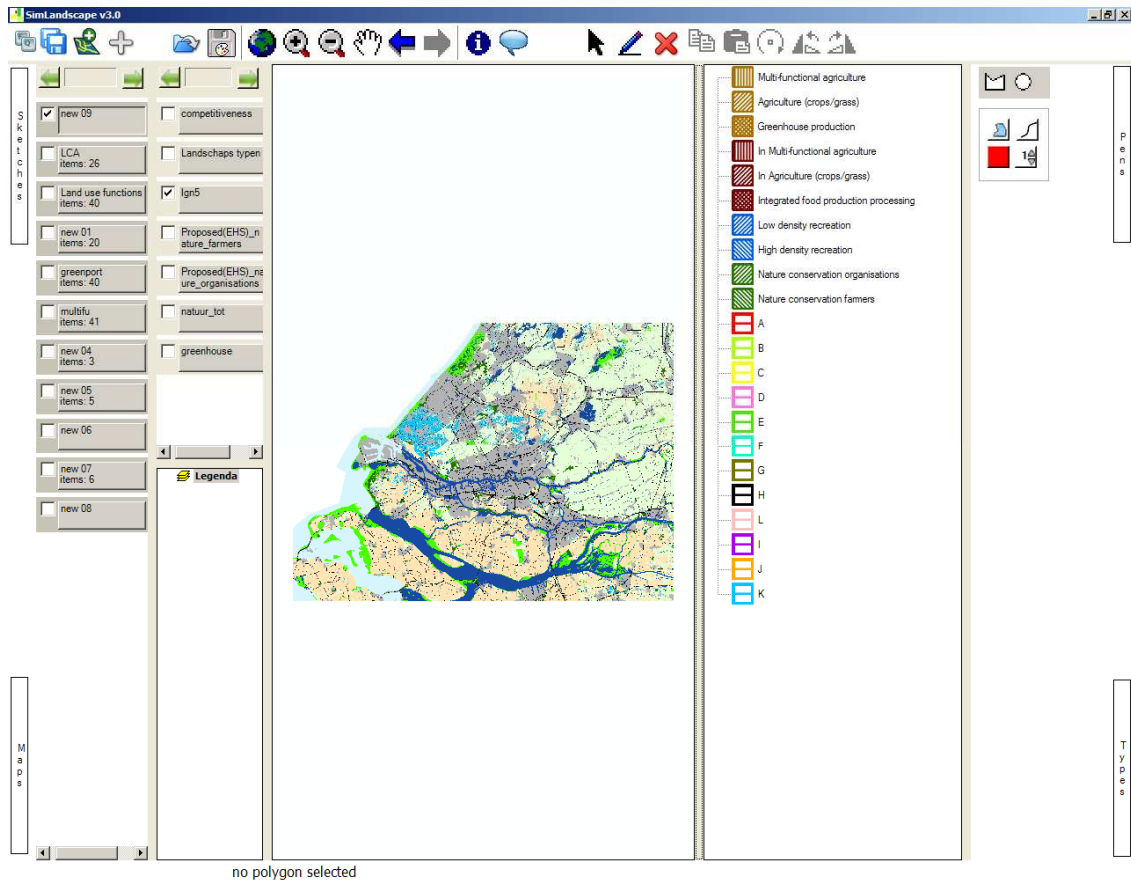 SimLandscape v3.0
Sketches
Maps
new 09
LCA
items: 26
Land use functions
items: 40
new 01
items: 20
greenport
items: 40
multifu
items: 41
new 04
items: 3
new 05
items: 5
new 06
new 07
items: 6
new 08
competitiveness
Landschaps typen
lgn5
Proposed(EHS)_n
ature_farmers
Proposed(EHS)_na
ure_organisations
natuur_tot
greenhouse
Legenda
Multi-functional agriculture
Agriculture (crops/grass)
Greenhouse production
In Multi-functional agriculture
In Agriculture (crops/grass)
Integrated food production processing
Low density recreation
High density recreation
Nature conservation organisations
Nature conservation farmers
A
B
C
D
E
F
G
H
L
I
J
K
1
Pens
Types
no polygon selected